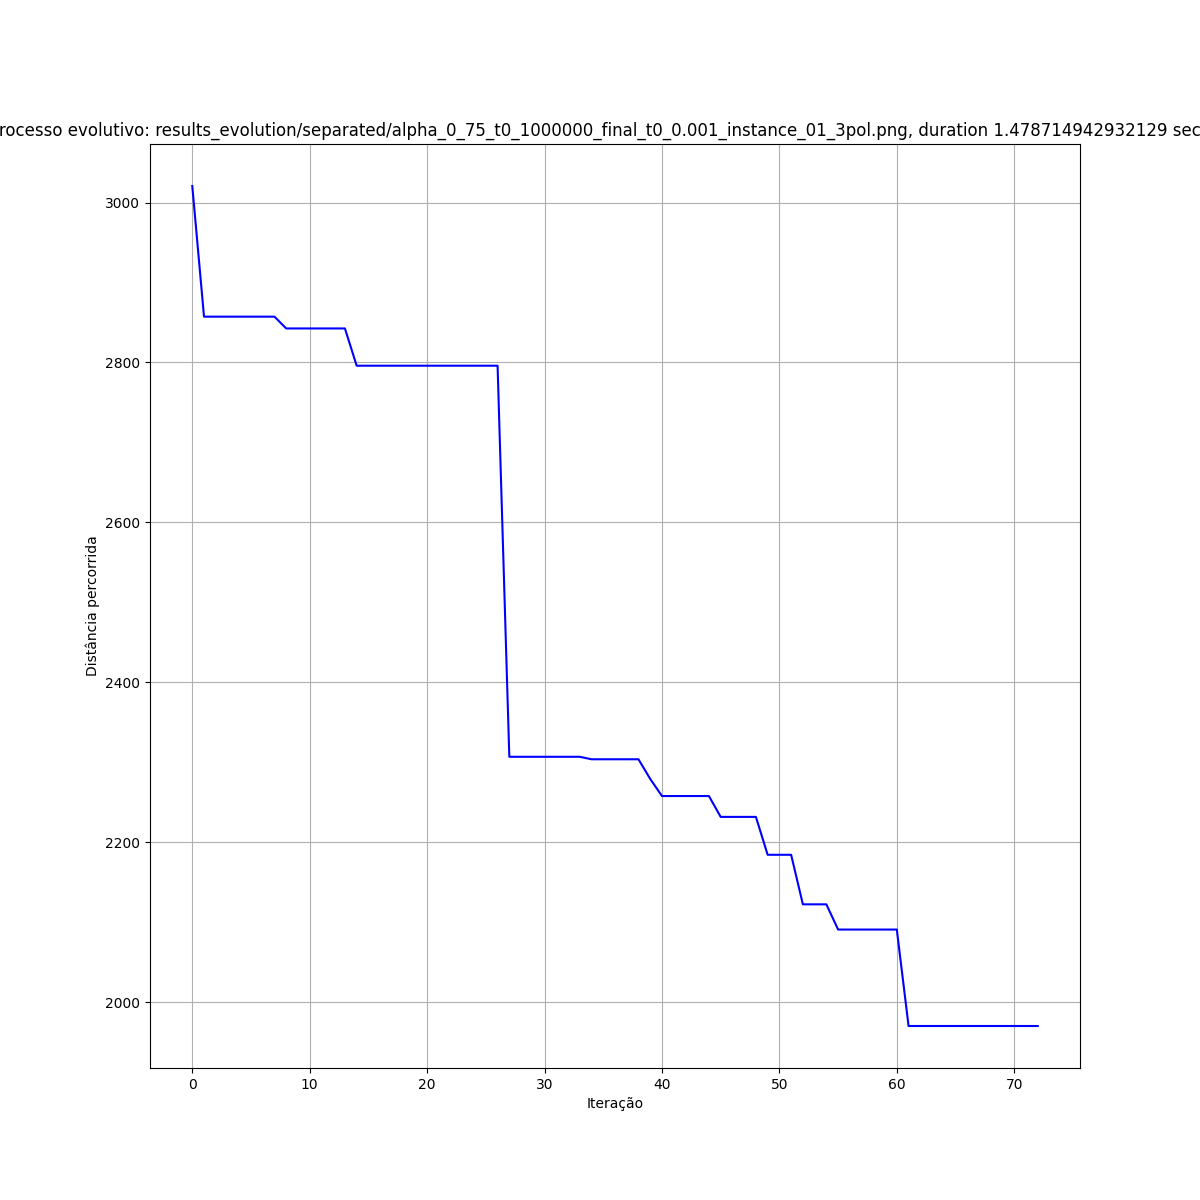 rocesso evolutivo: results_evolution/separated/alpha_0_75_t0_1000000_final_t0_0.001_instance_01_3pol.png, duration 1.478714942932129 sec
3000
2800
2600
2400
2200
2000
Distância percorrida
0 10 20 30 40 50 60 70
Iteração